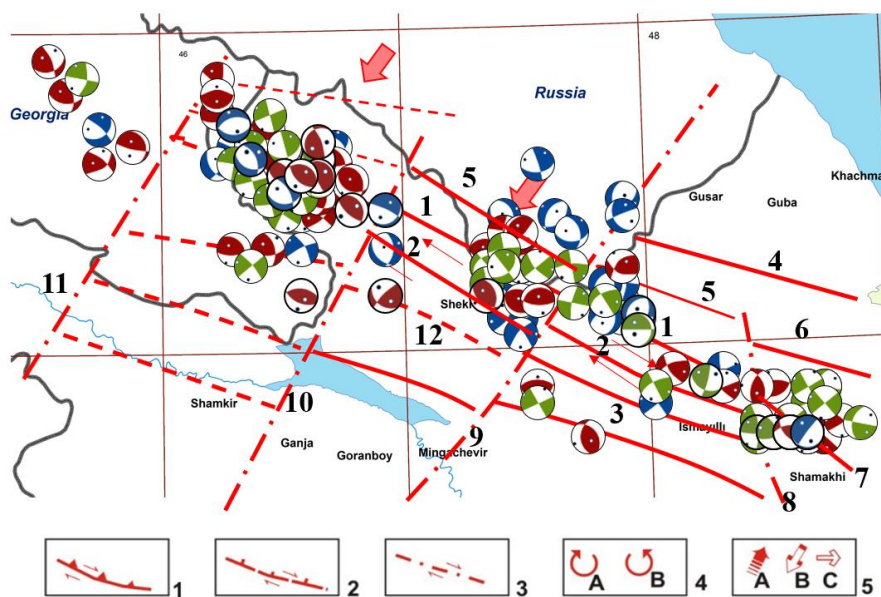 46
48
Georgia
Russia
Khachma
Gusar
Guba
5
1
4
2
11
5
Shekki
6
1
12
2
Shamkir
10
3
Ismayilli
9
Ganja
Mingachevir
Goranboy
Shamakhi
7
8
1
2
3
A B 4
A B C 5